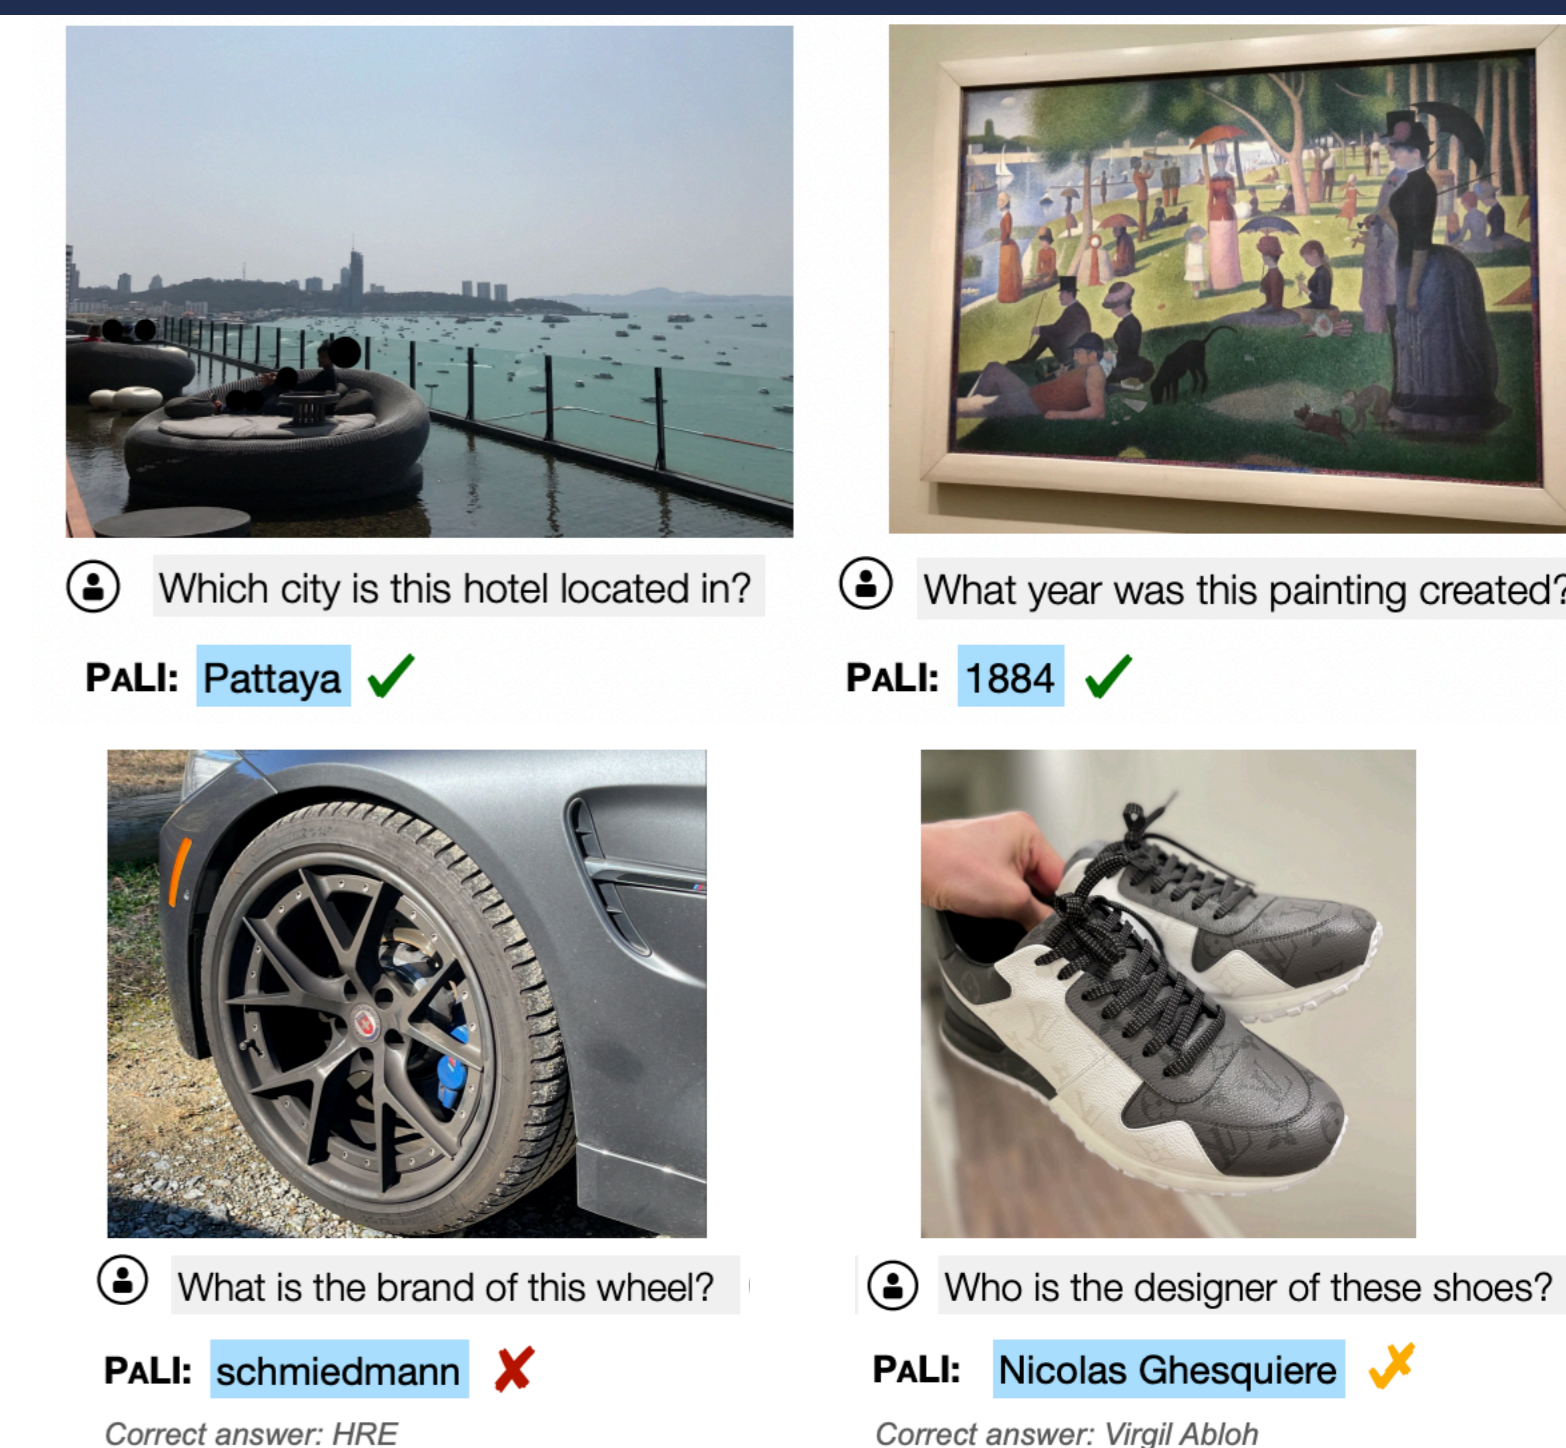 Which city is this hotel located in?
PALI: Pattaya
What year was this painting created?
PALI: 1884
What is the brand of this wheel?
PALI: schmiedmann
Correct answer: HRE
Who is the designer of these shoes?
PALI: Nicolas Ghesquiere
Correct answer: Virgil Abloh